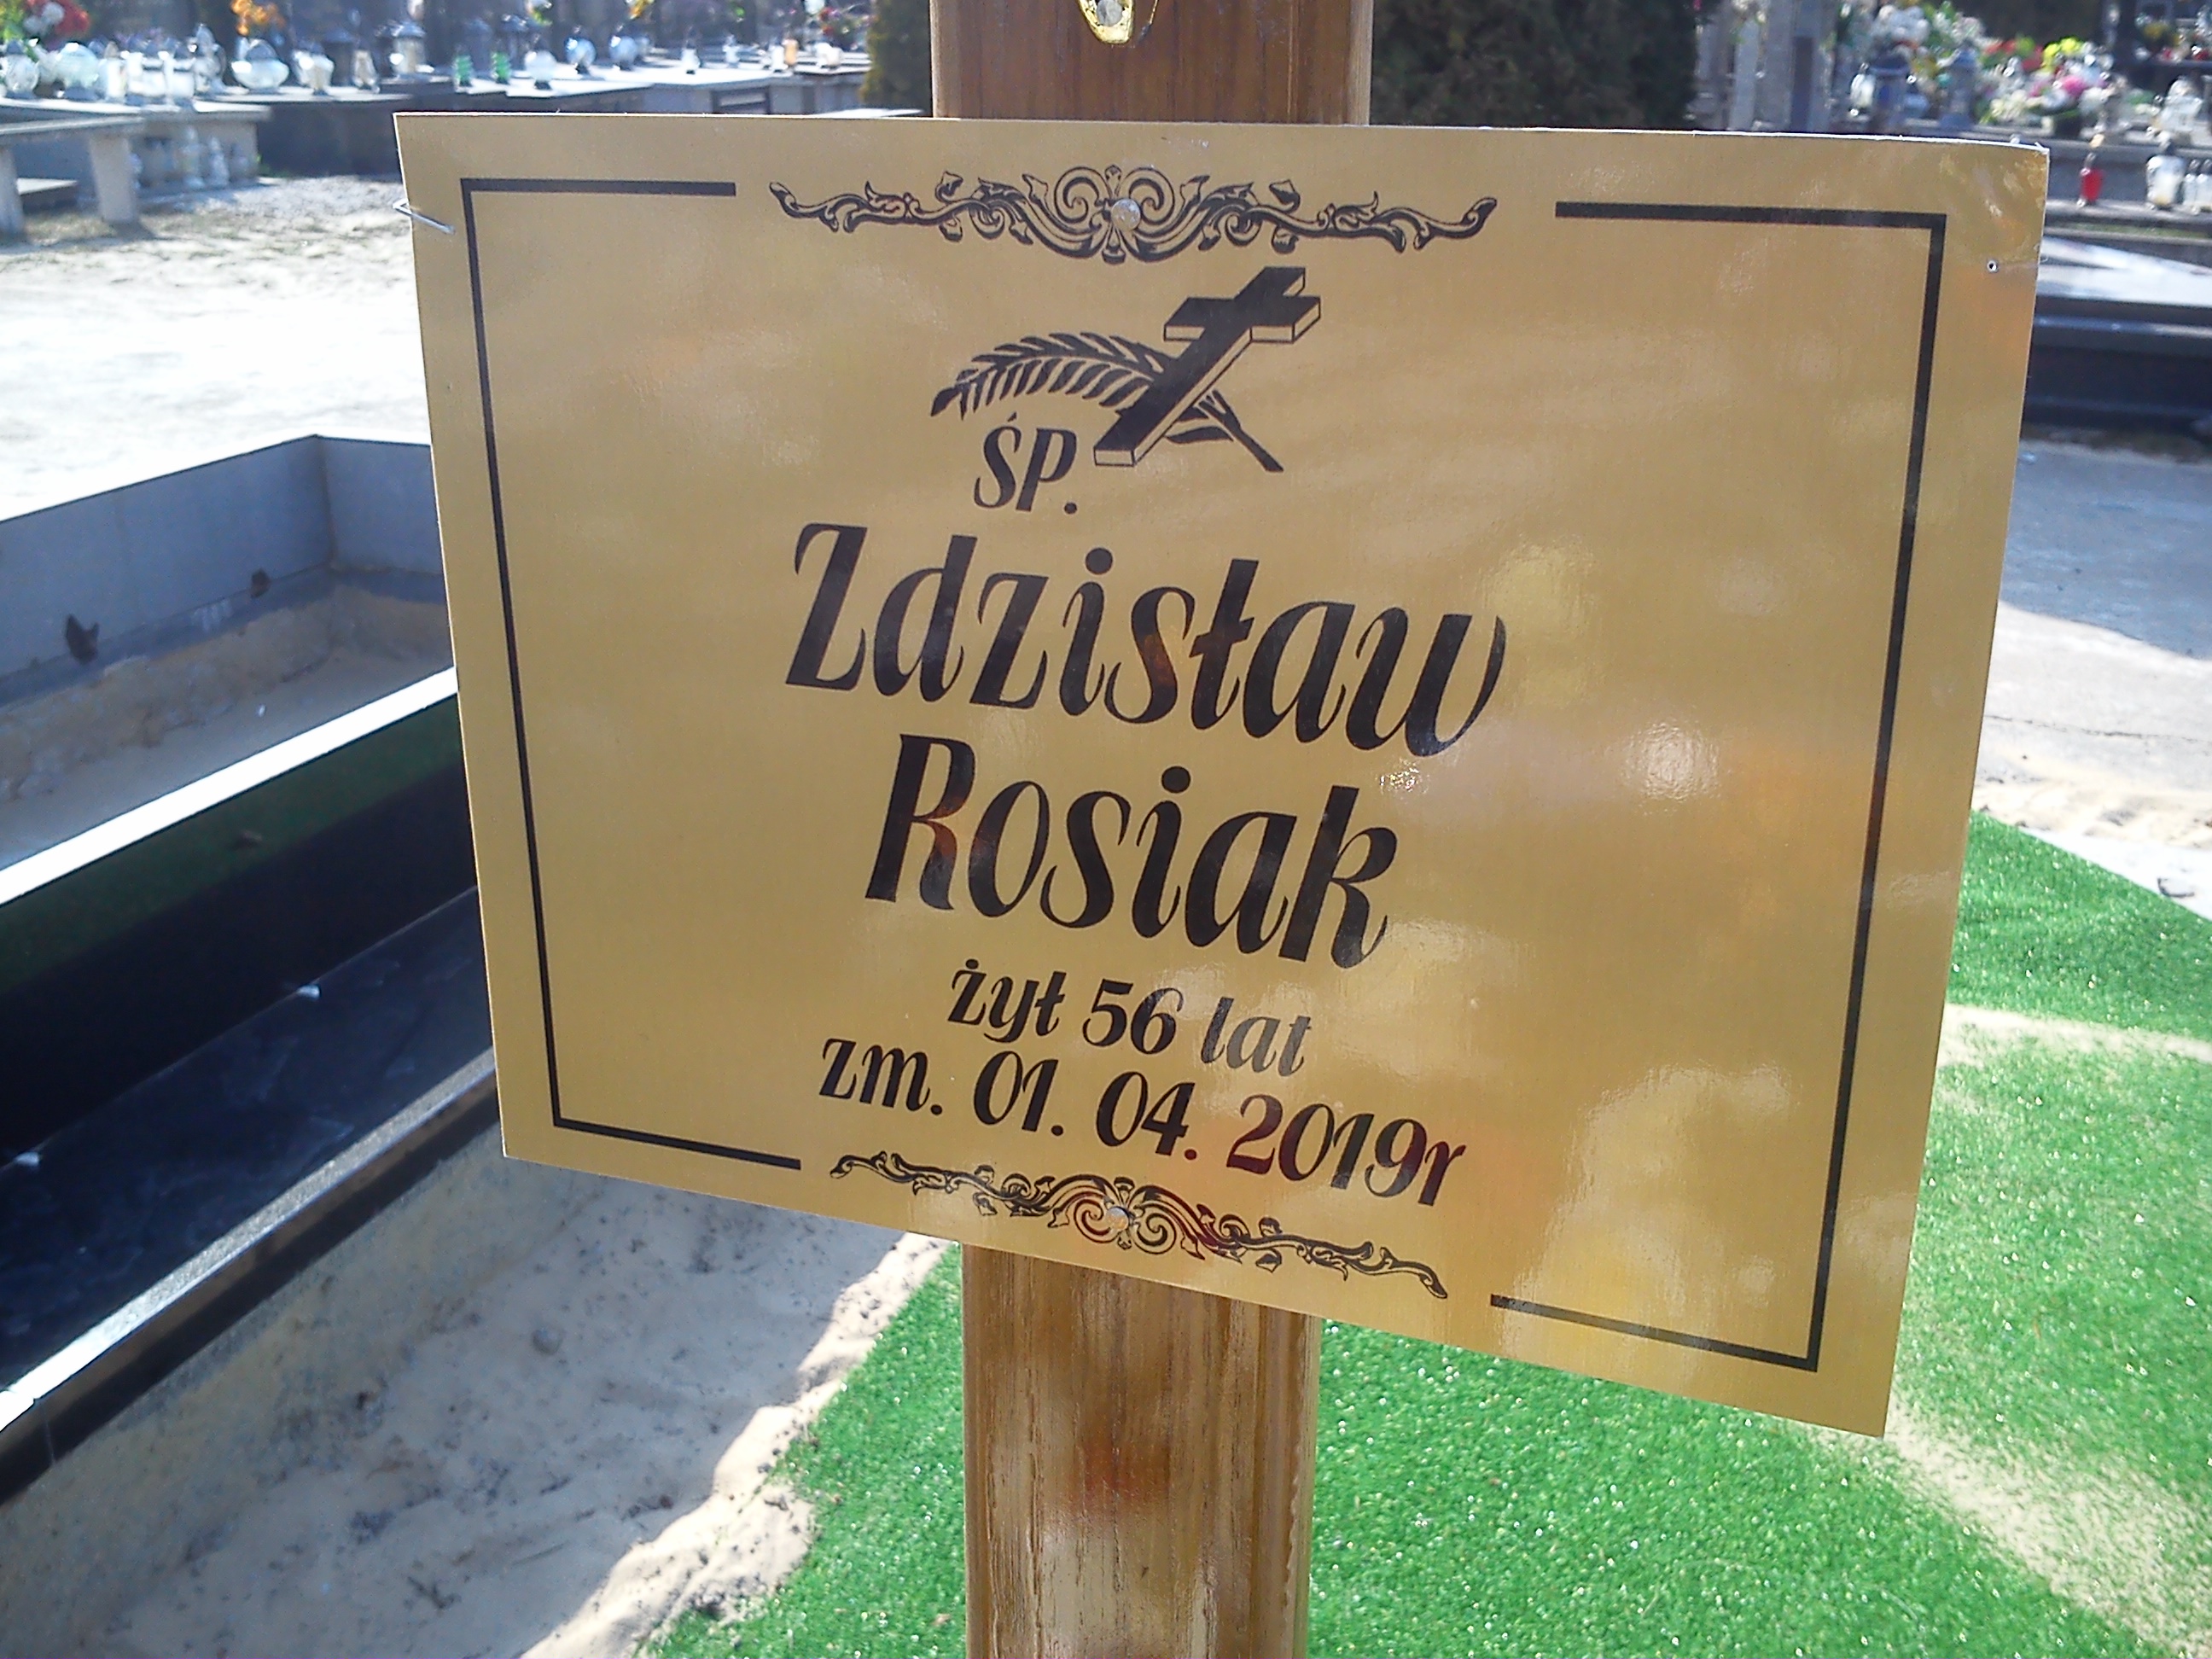 ŚP.
Zdzisław
Rosiak
żył 56 lat
zm. 01. 04. 2019r